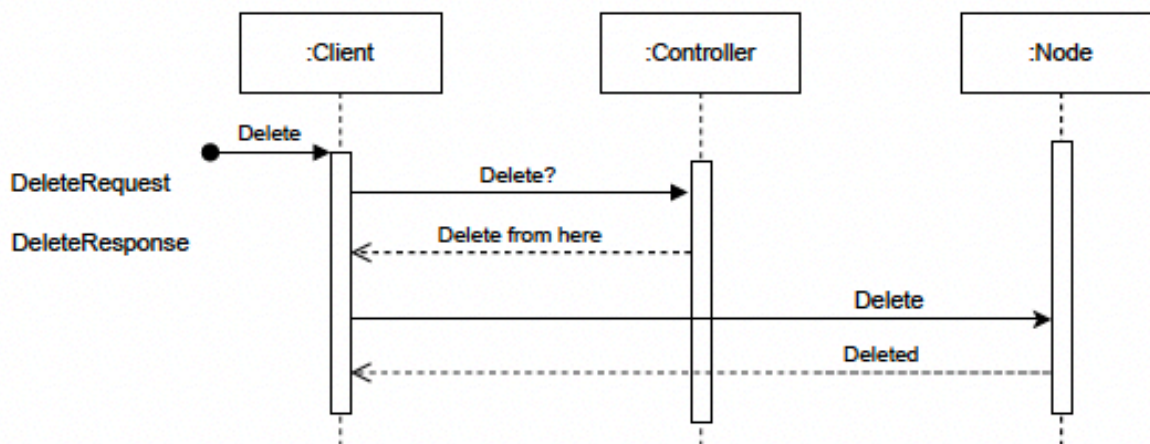 :Client
:Controller
:Node
Delete
DeleteRequest
Delete?
DeleteResponse
Delete from here
Delete
Deleted